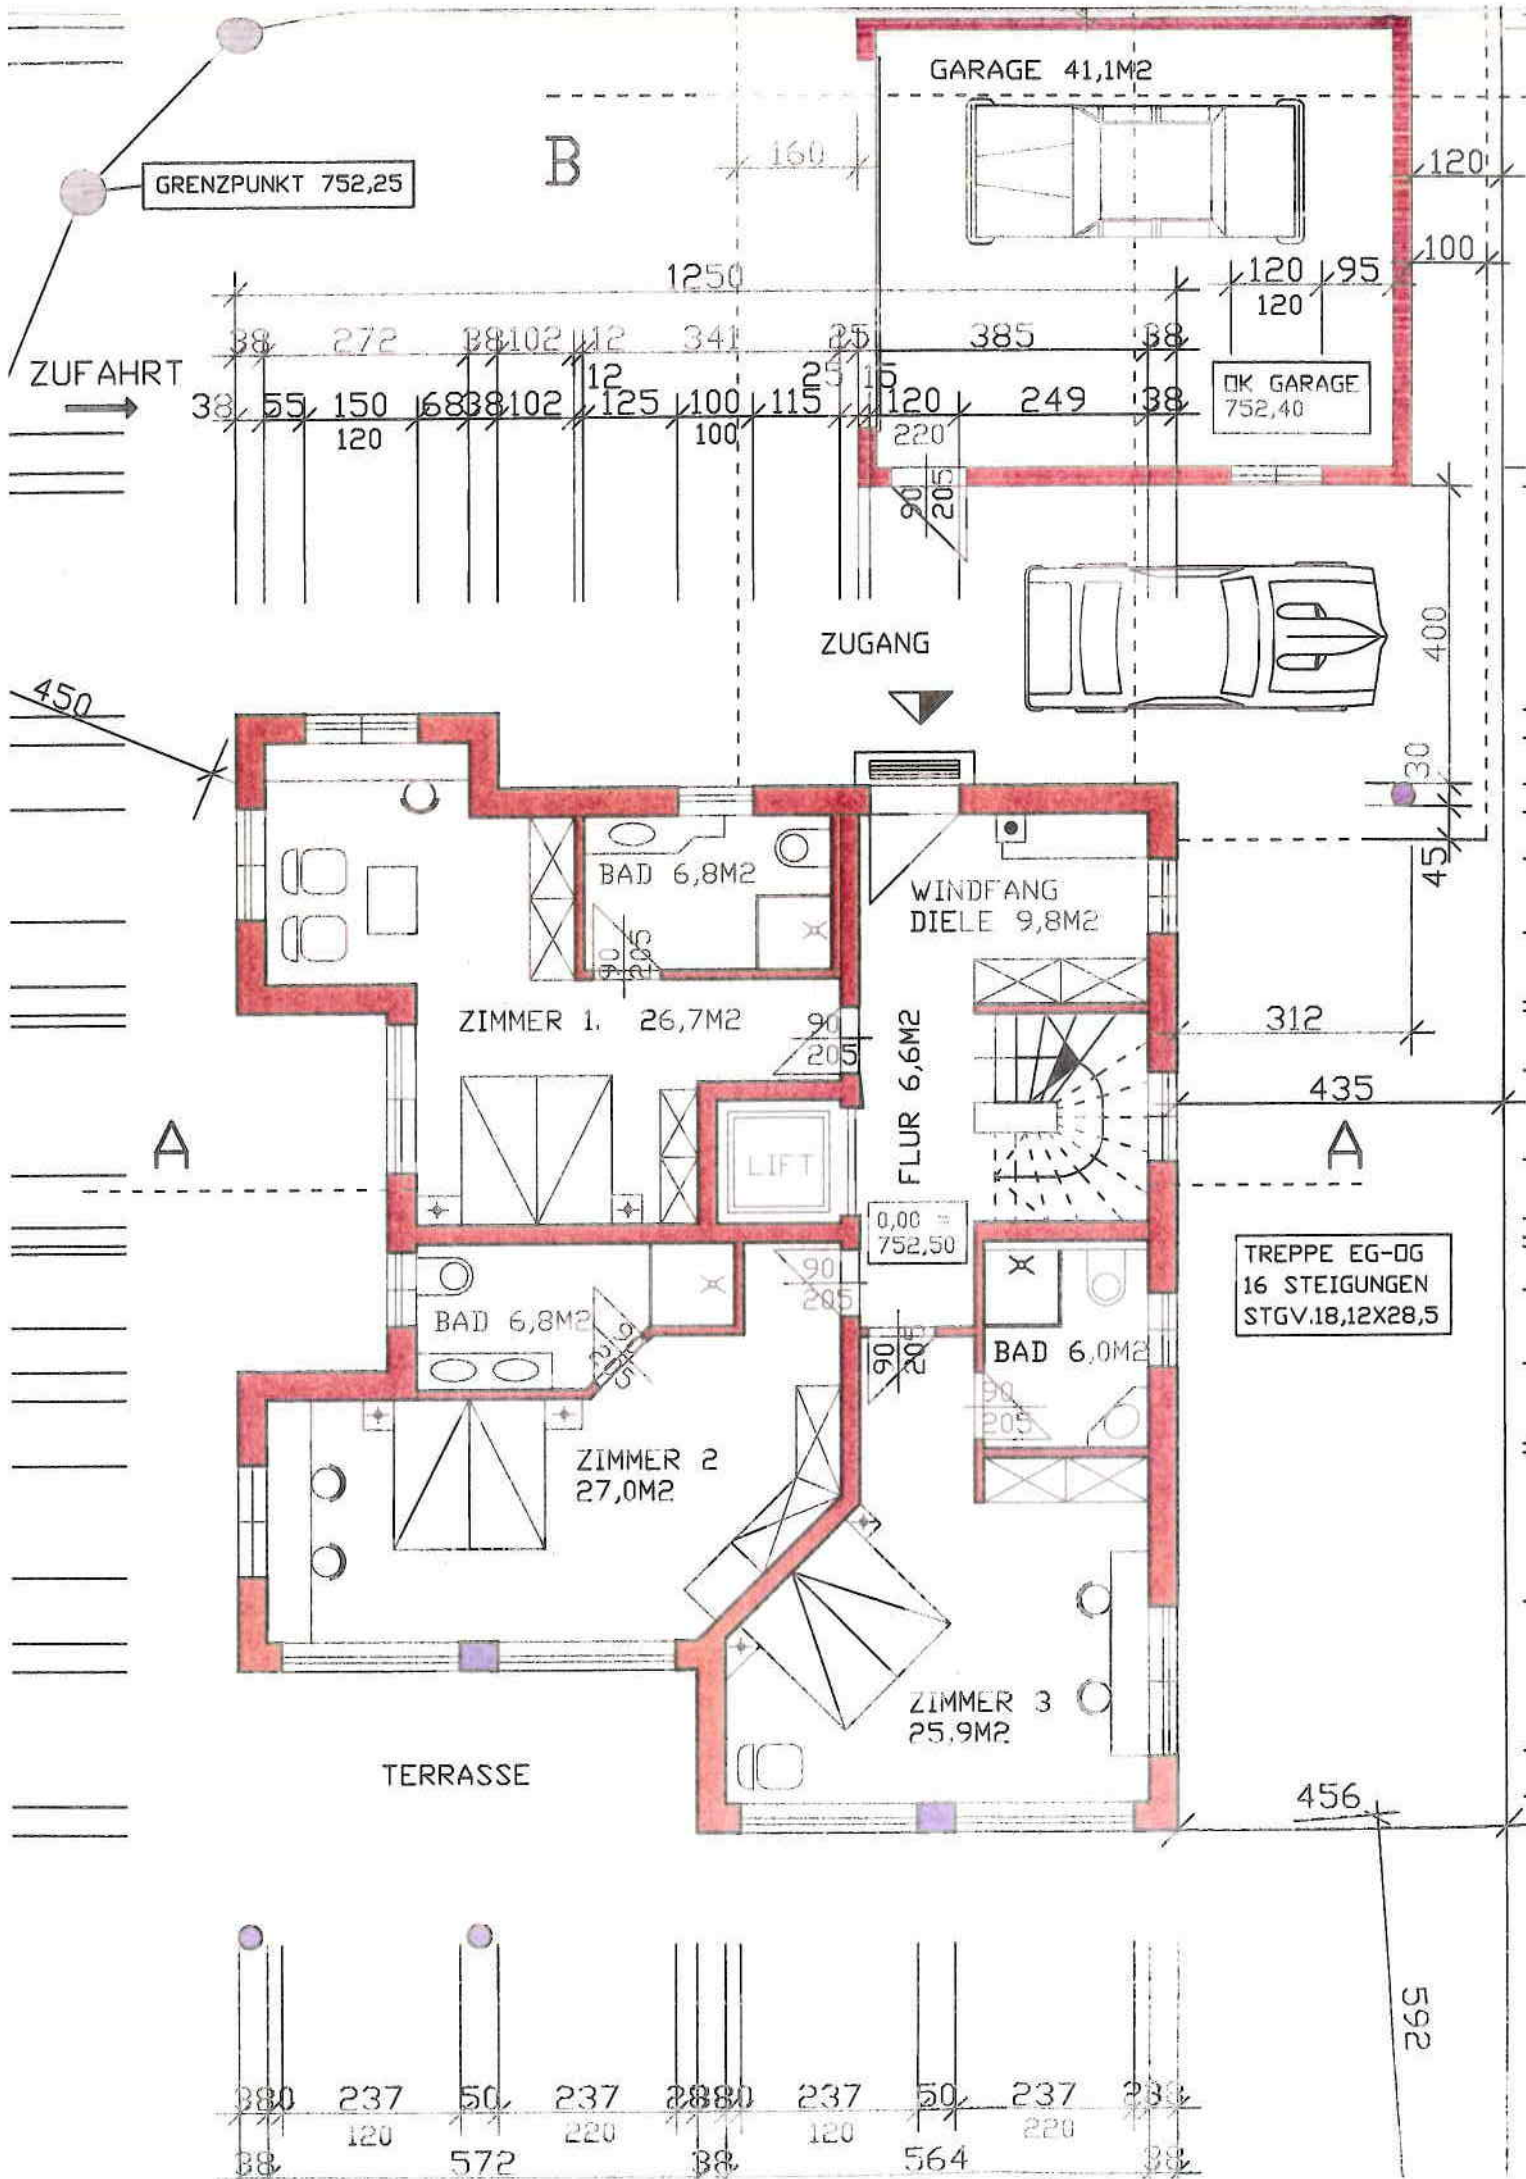 GARAGE 41,1M2
B
160
120
GRENZPUNKT 752,25
100
1250
120 95
120
38 272 38 102 12 341 25 385 38
ZUFAHRT
12 25 15
OK GARAGE
752,40
38 55 150 68 38 102 125 100 115 120 249 38
120 100 220
90
205
400
ZUGANG
450
30
45
BAD 6,8M2
WINDFANG
DIELE 9,8M2
90
205
ZIMMER 1. 26,7M2
90
205
FLUR 6,6M2
312
435
A
A
LIFT
0,00 =
752,50
TREPPE EG-OG
16 STEIGUNGEN
STGV.18,12X28,5
90
205
BAD 6,8M2
90
205
BAD 6,0M2
90
205
ZIMMER 2
27,0M2
ZIMMER 3
25,9M2
TERRASSE
456
592
237 50 237 237 50 237
120 220 120 220
38 572 38 564 38